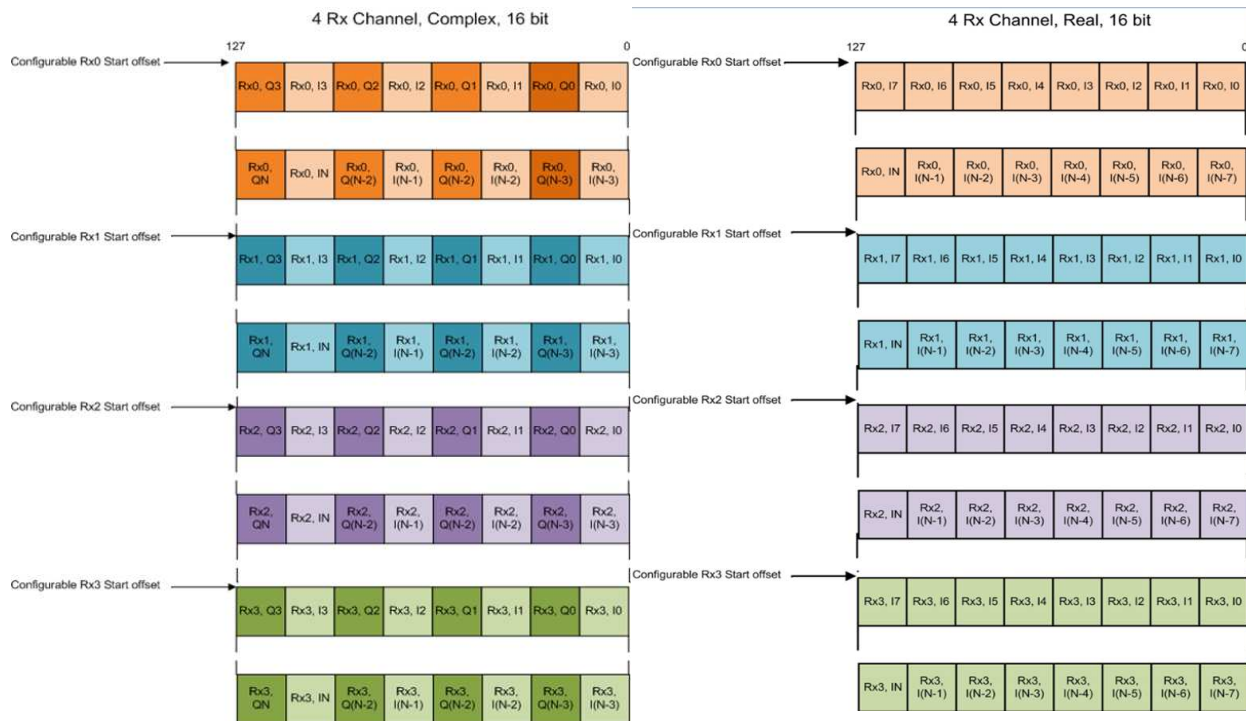 4 Rx Channel, Complex, 16 bit
127 0
Configurable Rx0 Start offset
Rx0, Q3 Rx0, I3 Rx0, Q2 Rx0, I2 Rx0, Q1 Rx0, I1 Rx0, Q0 Rx0, I0
Rx0, QN Rx0, IN Rx0, Q(N-2) Rx0, I(N-1) Rx0, Q(N-2) Rx0, I(N-2) Rx0, Q(N-3) Rx0, I(N-3)
Configurable Rx1 Start offset
Rx1, Q3 Rx1, I3 Rx1, Q2 Rx1, I2 Rx1, Q1 Rx1, I1 Rx1, Q0 Rx1, I0
Rx1, QN Rx1, IN Rx1, Q(N-2) Rx1, I(N-1) Rx1, Q(N-2) Rx1, I(N-2) Rx1, Q(N-3) Rx1, I(N-3)
Configurable Rx2 Start offset
Rx2, Q3 Rx2, I3 Rx2, Q2 Rx2, I2 Rx2, Q1 Rx2, I1 Rx2, Q0 Rx2, I0
Rx2, QN Rx2, IN Rx2, Q(N-2) Rx2, I(N-1) Rx2, Q(N-2) Rx2, I(N-2) Rx2, Q(N-3) Rx2, I(N-3)
Configurable Rx3 Start offset
Rx3, Q3 Rx3, I3 Rx3, Q2 Rx3, I2 Rx3, Q1 Rx3, I1 Rx3, Q0 Rx3, I0
Rx3, QN Rx3, IN Rx3, Q(N-2) Rx3, I(N-1) Rx3, Q(N-2) Rx3, I(N-2) Rx3, Q(N-3) Rx3, I(N-3)
4 Rx Channel, Real, 16 bit
127 0
Configurable Rx0 Start offset
Rx0, I7 Rx0, I6 Rx0, I5 Rx0, I4 Rx0, I3 Rx0, I2 Rx0, I1 Rx0, I0
Rx0, IN Rx0, I(N-1) Rx0, I(N-2) Rx0, I(N-3) Rx0, I(N-4) Rx0, I(N-5) Rx0, I(N-6) Rx0, I(N-7)
Configurable Rx1 Start offset
Rx1, I7 Rx1, I6 Rx1, I5 Rx1, I4 Rx1, I3 Rx1, I2 Rx1, I1 Rx1, I0
Rx1, IN Rx1, I(N-1) Rx1, I(N-2) Rx1, I(N-3) Rx1, I(N-4) Rx1, I(N-5) Rx1, I(N-6) Rx1, I(N-7)
Configurable Rx2 Start offset
Rx2, I7 Rx2, I6 Rx2, I5 Rx2, I4 Rx2, I3 Rx2, I2 Rx2, I1 Rx2, I0
Rx2, IN Rx2, I(N-1) Rx2, I(N-2) Rx2, I(N-3) Rx2, I(N-4) Rx2, I(N-5) Rx2, I(N-6) Rx2, I(N-7)
Configurable Rx3 Start offset
Rx3, I7 Rx3, I6 Rx3, I5 Rx3, I4 Rx3, I3 Rx3, I2 Rx3, I1 Rx3, I0
Rx3, IN Rx3, I(N-1) Rx3, I(N-2) Rx3, I(N-3) Rx3, I(N-4) Rx3, I(N-5) Rx3, I(N-6) Rx3, I(N-7)